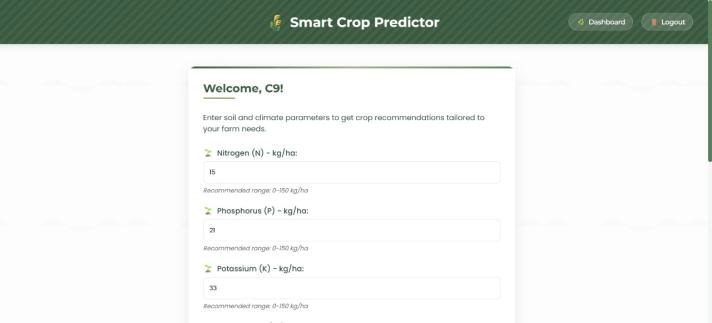 Smart Crop Predictor
Dashboard
Logout
Welcome, C9!
Enter soil and climate parameters to get crop recommendations tailored to
your farm needs.
Nitrogen (N) - kg/ha:
15
Recommended range: 0-150 kg/ha
Phosphorus (P) - kg/ha:
21
Recommended range: 0-150 kg/ha
Potassium (K) - kg/ha:
33
Recommended range: 0-150 kg/ha